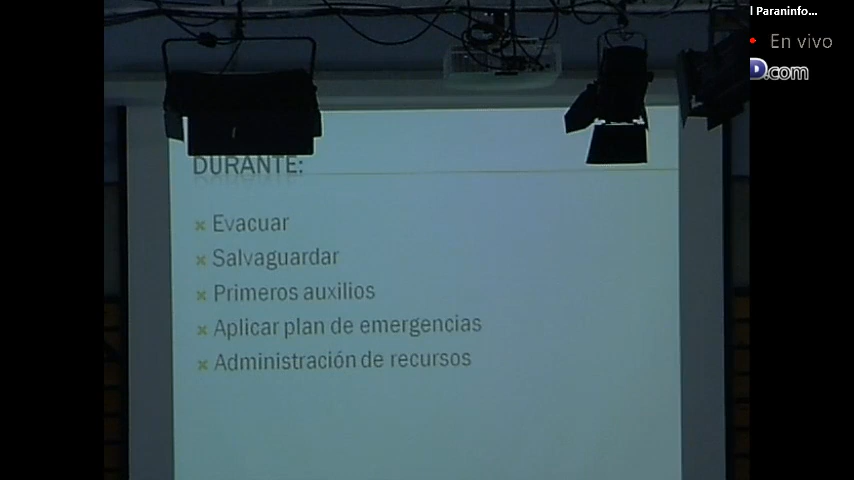 l Paraninfo...
En vivo
D.com
DURANTE:
Evacuar
Salvaguardar
Primeros auxilios
Aplicar plan de emergencias
Administración de recursos